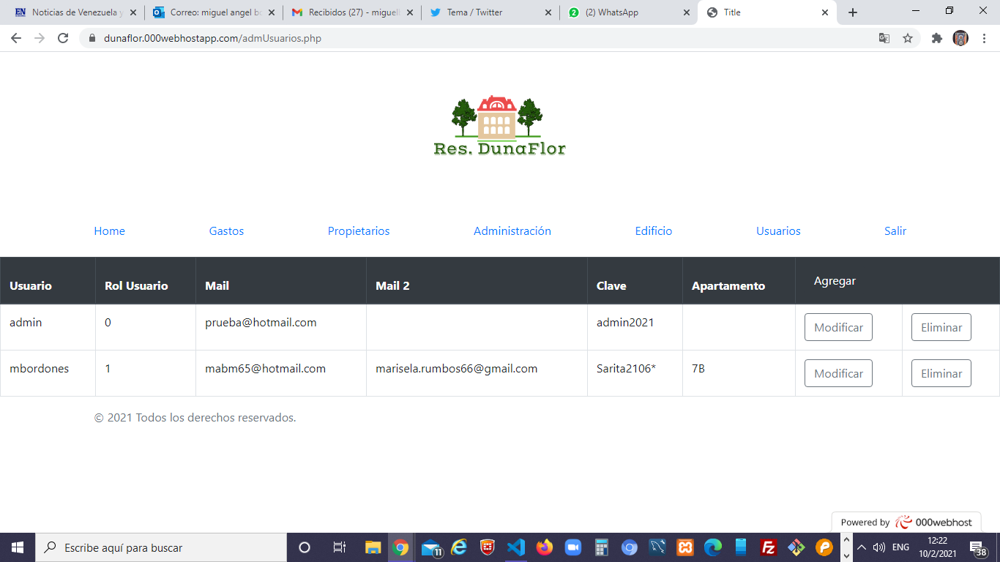 Noticias de Venezuela y
Correo: miguel angel bo
Recibidos (27) - miguell
Tema / Twitter
(2) WhatsApp
Title
dunaflor.000webhostapp.com/admUsuarios.php
Res. DunaFlor
Home Gastos Propietarios Administración Edificio Usuarios Salir
Usuario Rol Usuario Mail Mail 2 Clave Apartamento Agregar
admin 0 prueba@hotmail.com admin2021 Modificar Eliminar
mbordones 1 mabm65@hotmail.com marisela.rumbos66@gmail.com Sarita2106* 7B Modificar Eliminar
© 2021 Todos los derechos reservados.
Powered by 000webhost
Escribe aquí para buscar
11
ENG
12:22
10/2/2021
38